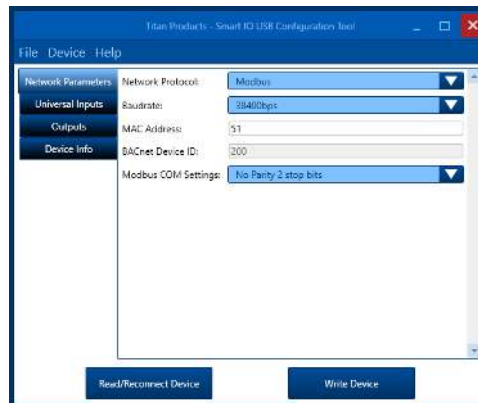 Titan Products - Smart IO USB Configuration Tool
File Device Help
Network Parameters
Universal Inputs
Outputs
Device Info
Network Protocol: Modbus
Baudrate: 38400bps
MAC Address: 51
BACnet Device ID: 200
Modbus COM Settings: No Parity 2 stop bits
Read/Reconnect Device Write Device